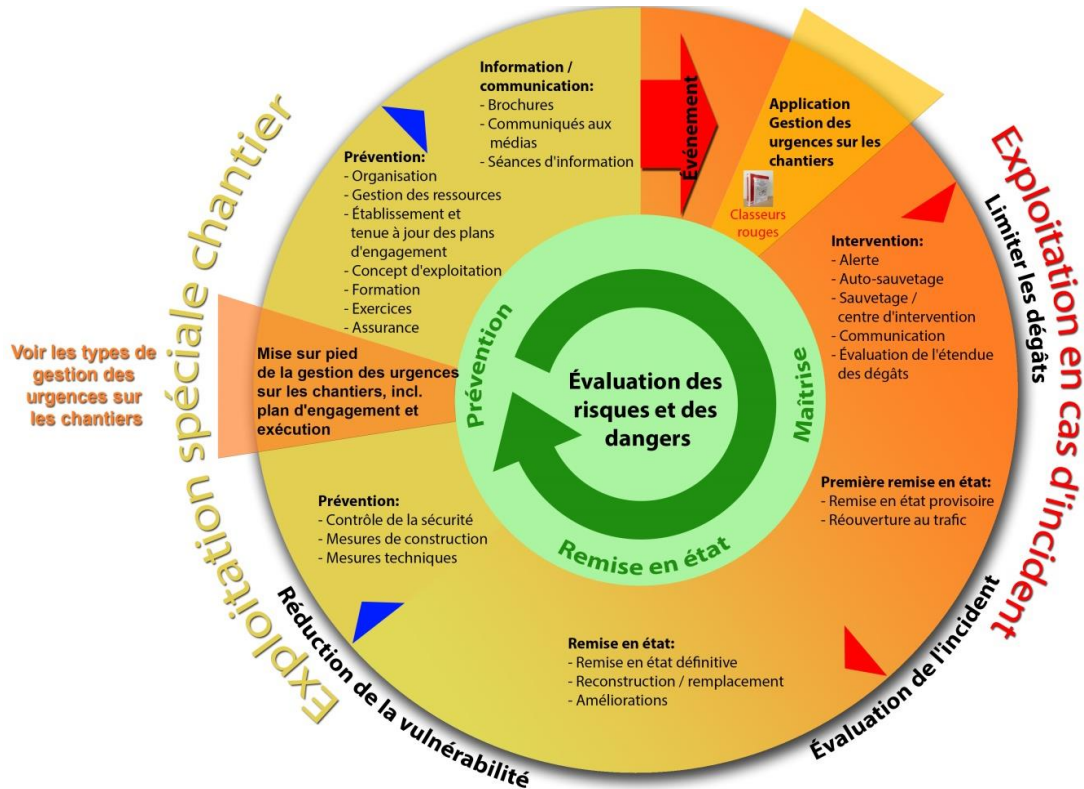 Information /
communication:
- Brochures
- Communiqués aux
médias
- Séances d'information
Événement
Application
Gestion des
urgences sur les
chantiers
Classeurs
rouges
Exploitation en cas d'incident
Limiter les dégâts
Intervention:
- Alerte
- Auto-sauvetage
- Sauvetage /
centre d'intervention
- Communication
- Évaluation de l'étendue
des dégâts
Première remise en état:
- Remise en état provisoire
- Réouverture au trafic
Évaluation de l'incident
Remise en état:
- Remise en état définitive
- Reconstruction / remplacement
- Améliorations
Réduction de la vulnérabilité
Prévention:
- Contrôle de la sécurité
- Mesures de construction
- Mesures techniques
Exploitation spéciale chantier
Voir les types de
gestion des
urgences sur
les chantiers
Mise sur pied
de la gestion des urgences
sur les chantiers, incl.
plan d'engagement et
exécution
Prévention:
- Organisation
- Gestion des ressources
- Établissement et
tenue à jour des plans
d'engagement
- Concept d'exploitation
- Formation
- Exercices
- Assurance
Prévention
Maîtrise
Remise en état
Évaluation des
risques et des
dangers